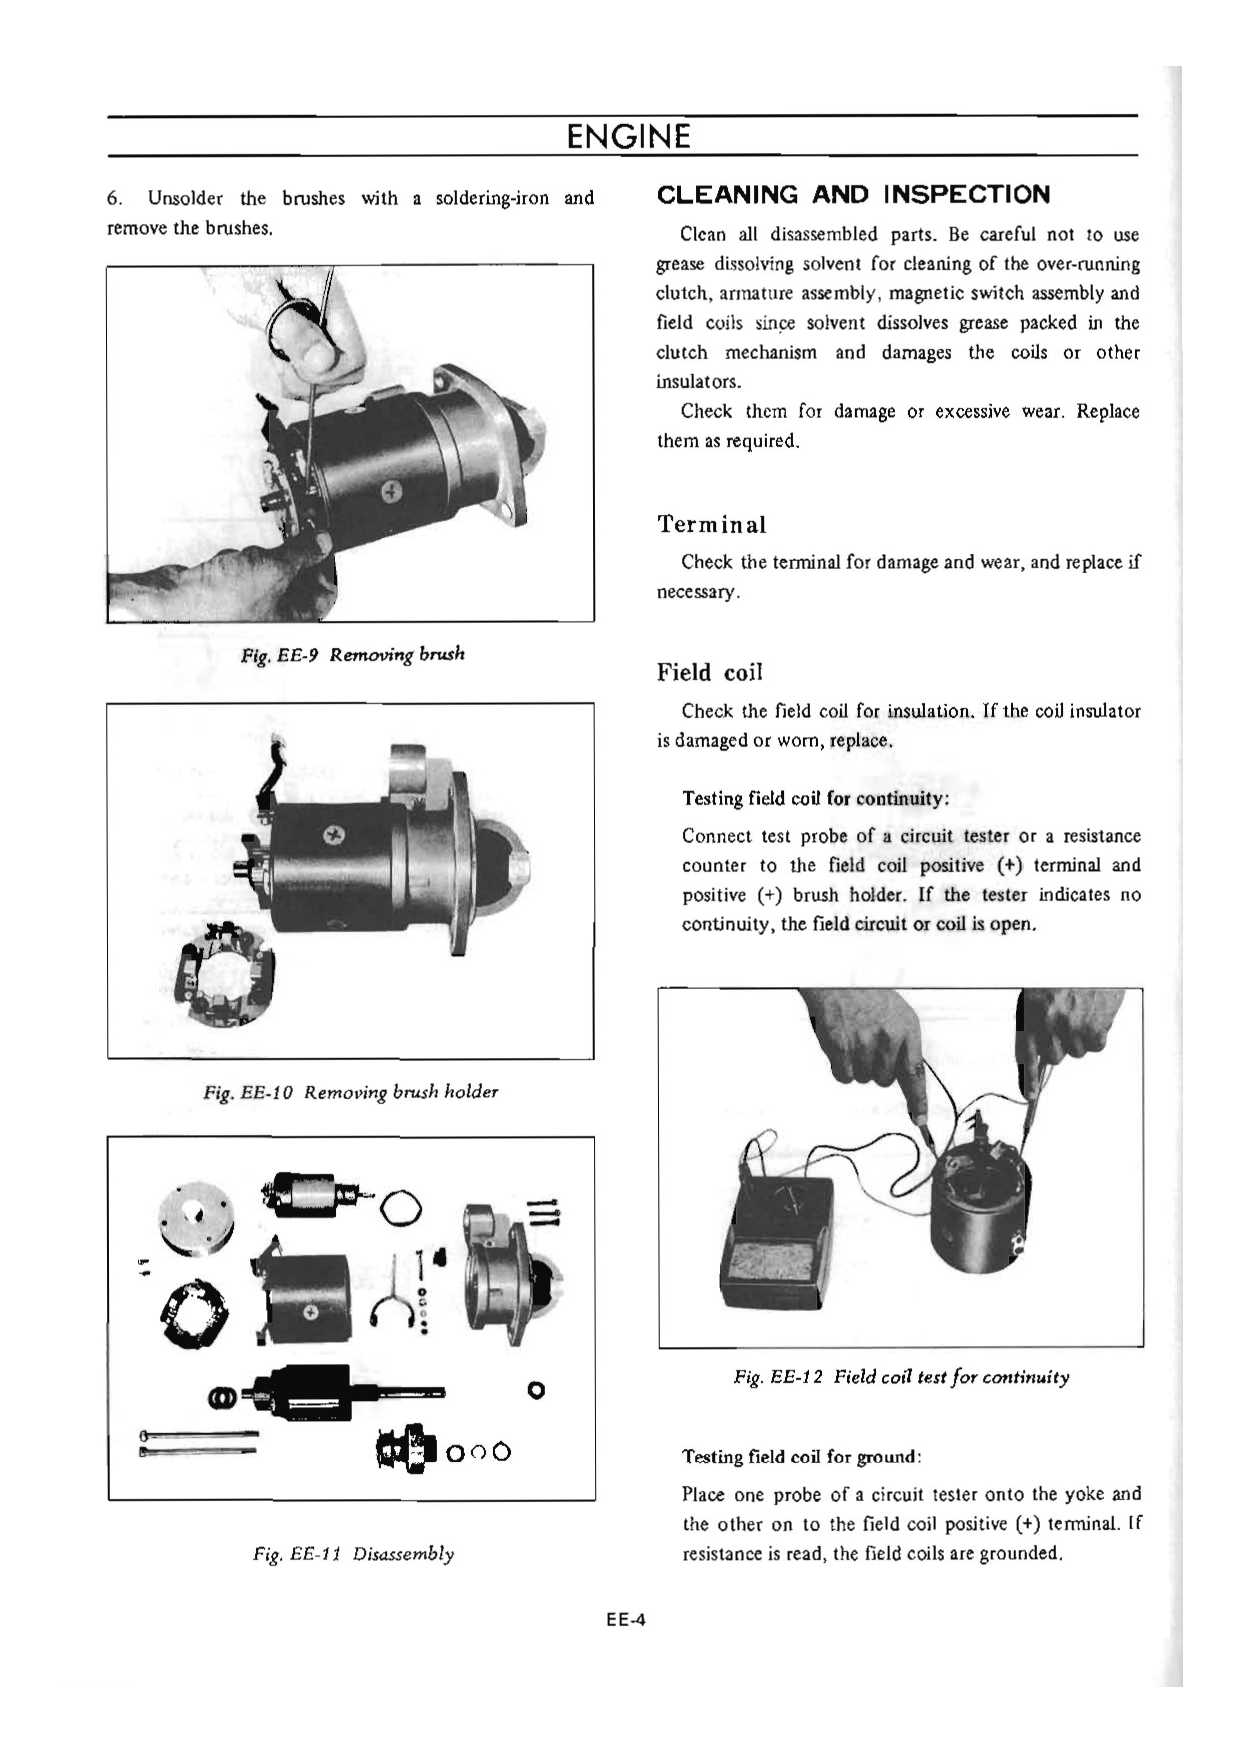 ENGINE
6. Unsolder the brushes with a soldering-iron and
remove the brushes.
Fig. EE-9 Removing brush
Fig. EE-10 Removing brush holder
Fig. EE-11 Disassembly
CLEANING AND INSPECTION
Clean all disassembled parts. Be careful not to use
grease dissolving solvent for cleaning of the over-running
clutch, armature assembly, magnetic switch assembly and
field coils since solvent dissolves grease packed in the
clutch mechanism and damages the coils or other
insulators.
Check them for damage or excessive wear. Replace
them as required.
Terminal
Check the terminal for damage and wear, and replace if
necessary.
Field coil
Check the field coil for insulation. If the coil insulator
is damaged or worn, replace.
Testing field coil for continuity:
Connect test probe of a circuit tester or a resistance
counter to the field coil positive (+) terminal and
positive (+) brush holder. If the tester indicates no
continuity, the field circuit or coil is open.
Fig. EE-12 Field coil test for continuity
Testing field coil for ground:
Place one probe of a circuit tester onto the yoke and
the other on to the field coil positive (+) terminal. If
resistance is read, the field coils are grounded.
EE-4